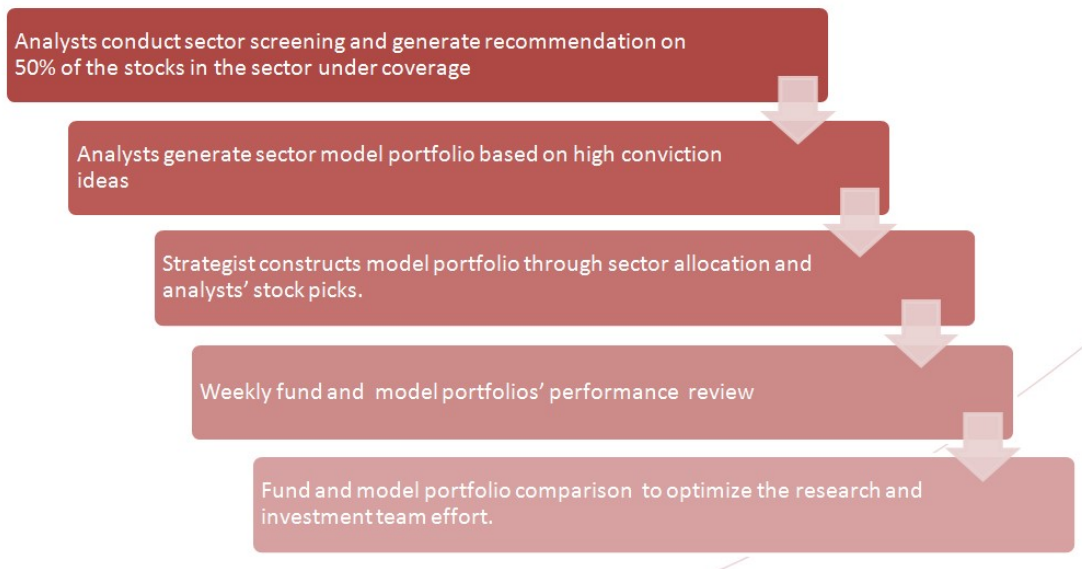 Analysts conduct sector screening and generate recommendation on
50% of the stocks in the sector under coverage
Analysts generate sector model portfolio based on high conviction
ideas
Strategist constructs model portfolio through sector allocation and
analysts’ stock picks.
Weekly fund and model portfolios’ performance review
Fund and model portfolio comparison to optimize the research and
investment team effort.